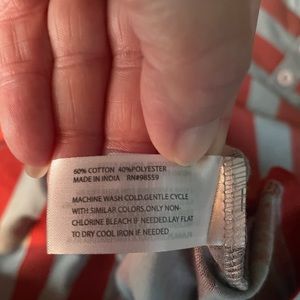 60% COTTON 40%POLYESTER
MADE IN INDIA RN#98559
MACHINE WASH COLD.GENTLE CYCLE
WITH SIMILAR COLORS.ONLY NON-
CHLORINE BLEACH IF NEEDED.LAY FLAT
TO DRY COOL IRON IF NEEDED